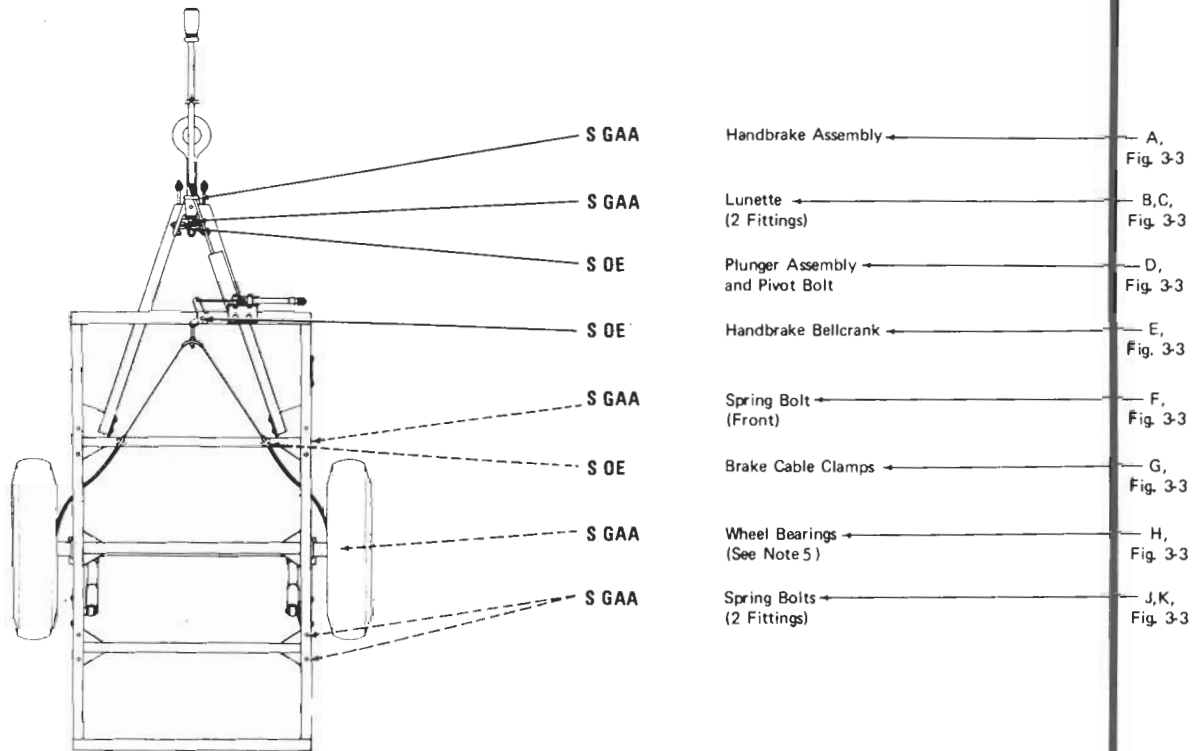 S GAA Handbrake Assembly A,
Fig. 3-3
S GAA Lunette B,C,
(2 Fittings) Fig. 3-3
S OE Plunger Assembly D,
and Pivot Bolt Fig. 3-3
S OE Handbrake Bellcrank E,
Fig. 3-3
S GAA Spring Bolt F,
(Front) Fig. 3-3
S OE Brake Cable Clamps G,
Fig. 3-3
S GAA Wheel Bearings H,
(See Note 5) Fig. 3-3
S GAA Spring Bolts J,K,
(2 Fittings) Fig. 3-3